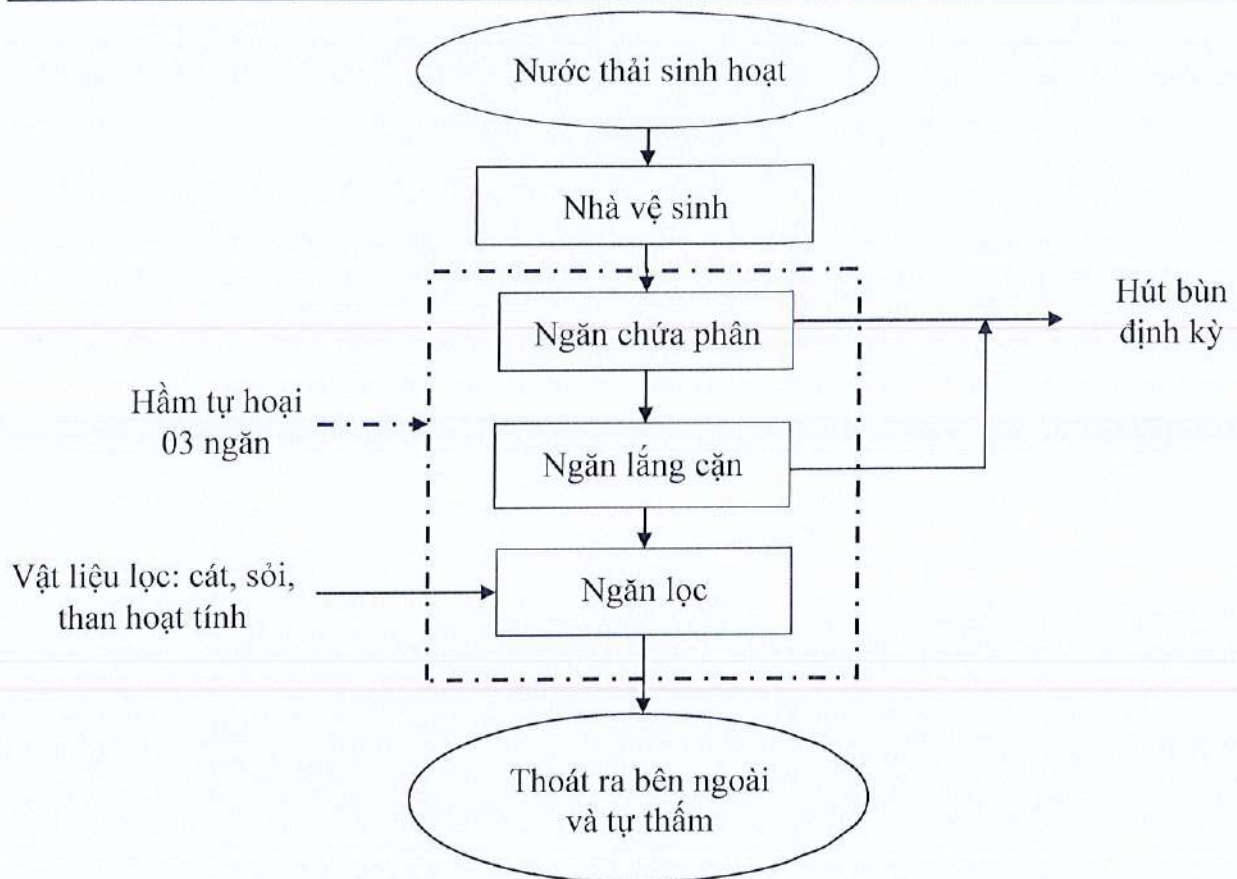 Nước thải sinh hoạt
Nhà vệ sinh
Ngăn chứa phân
Hút bùn
định kỳ
Hầm tự hoại
03 ngăn
Ngăn lắng cặn
Vật liệu lọc: cát, sỏi,
than hoạt tính
Ngăn lọc
Thoát ra bên ngoài
và tự thấm